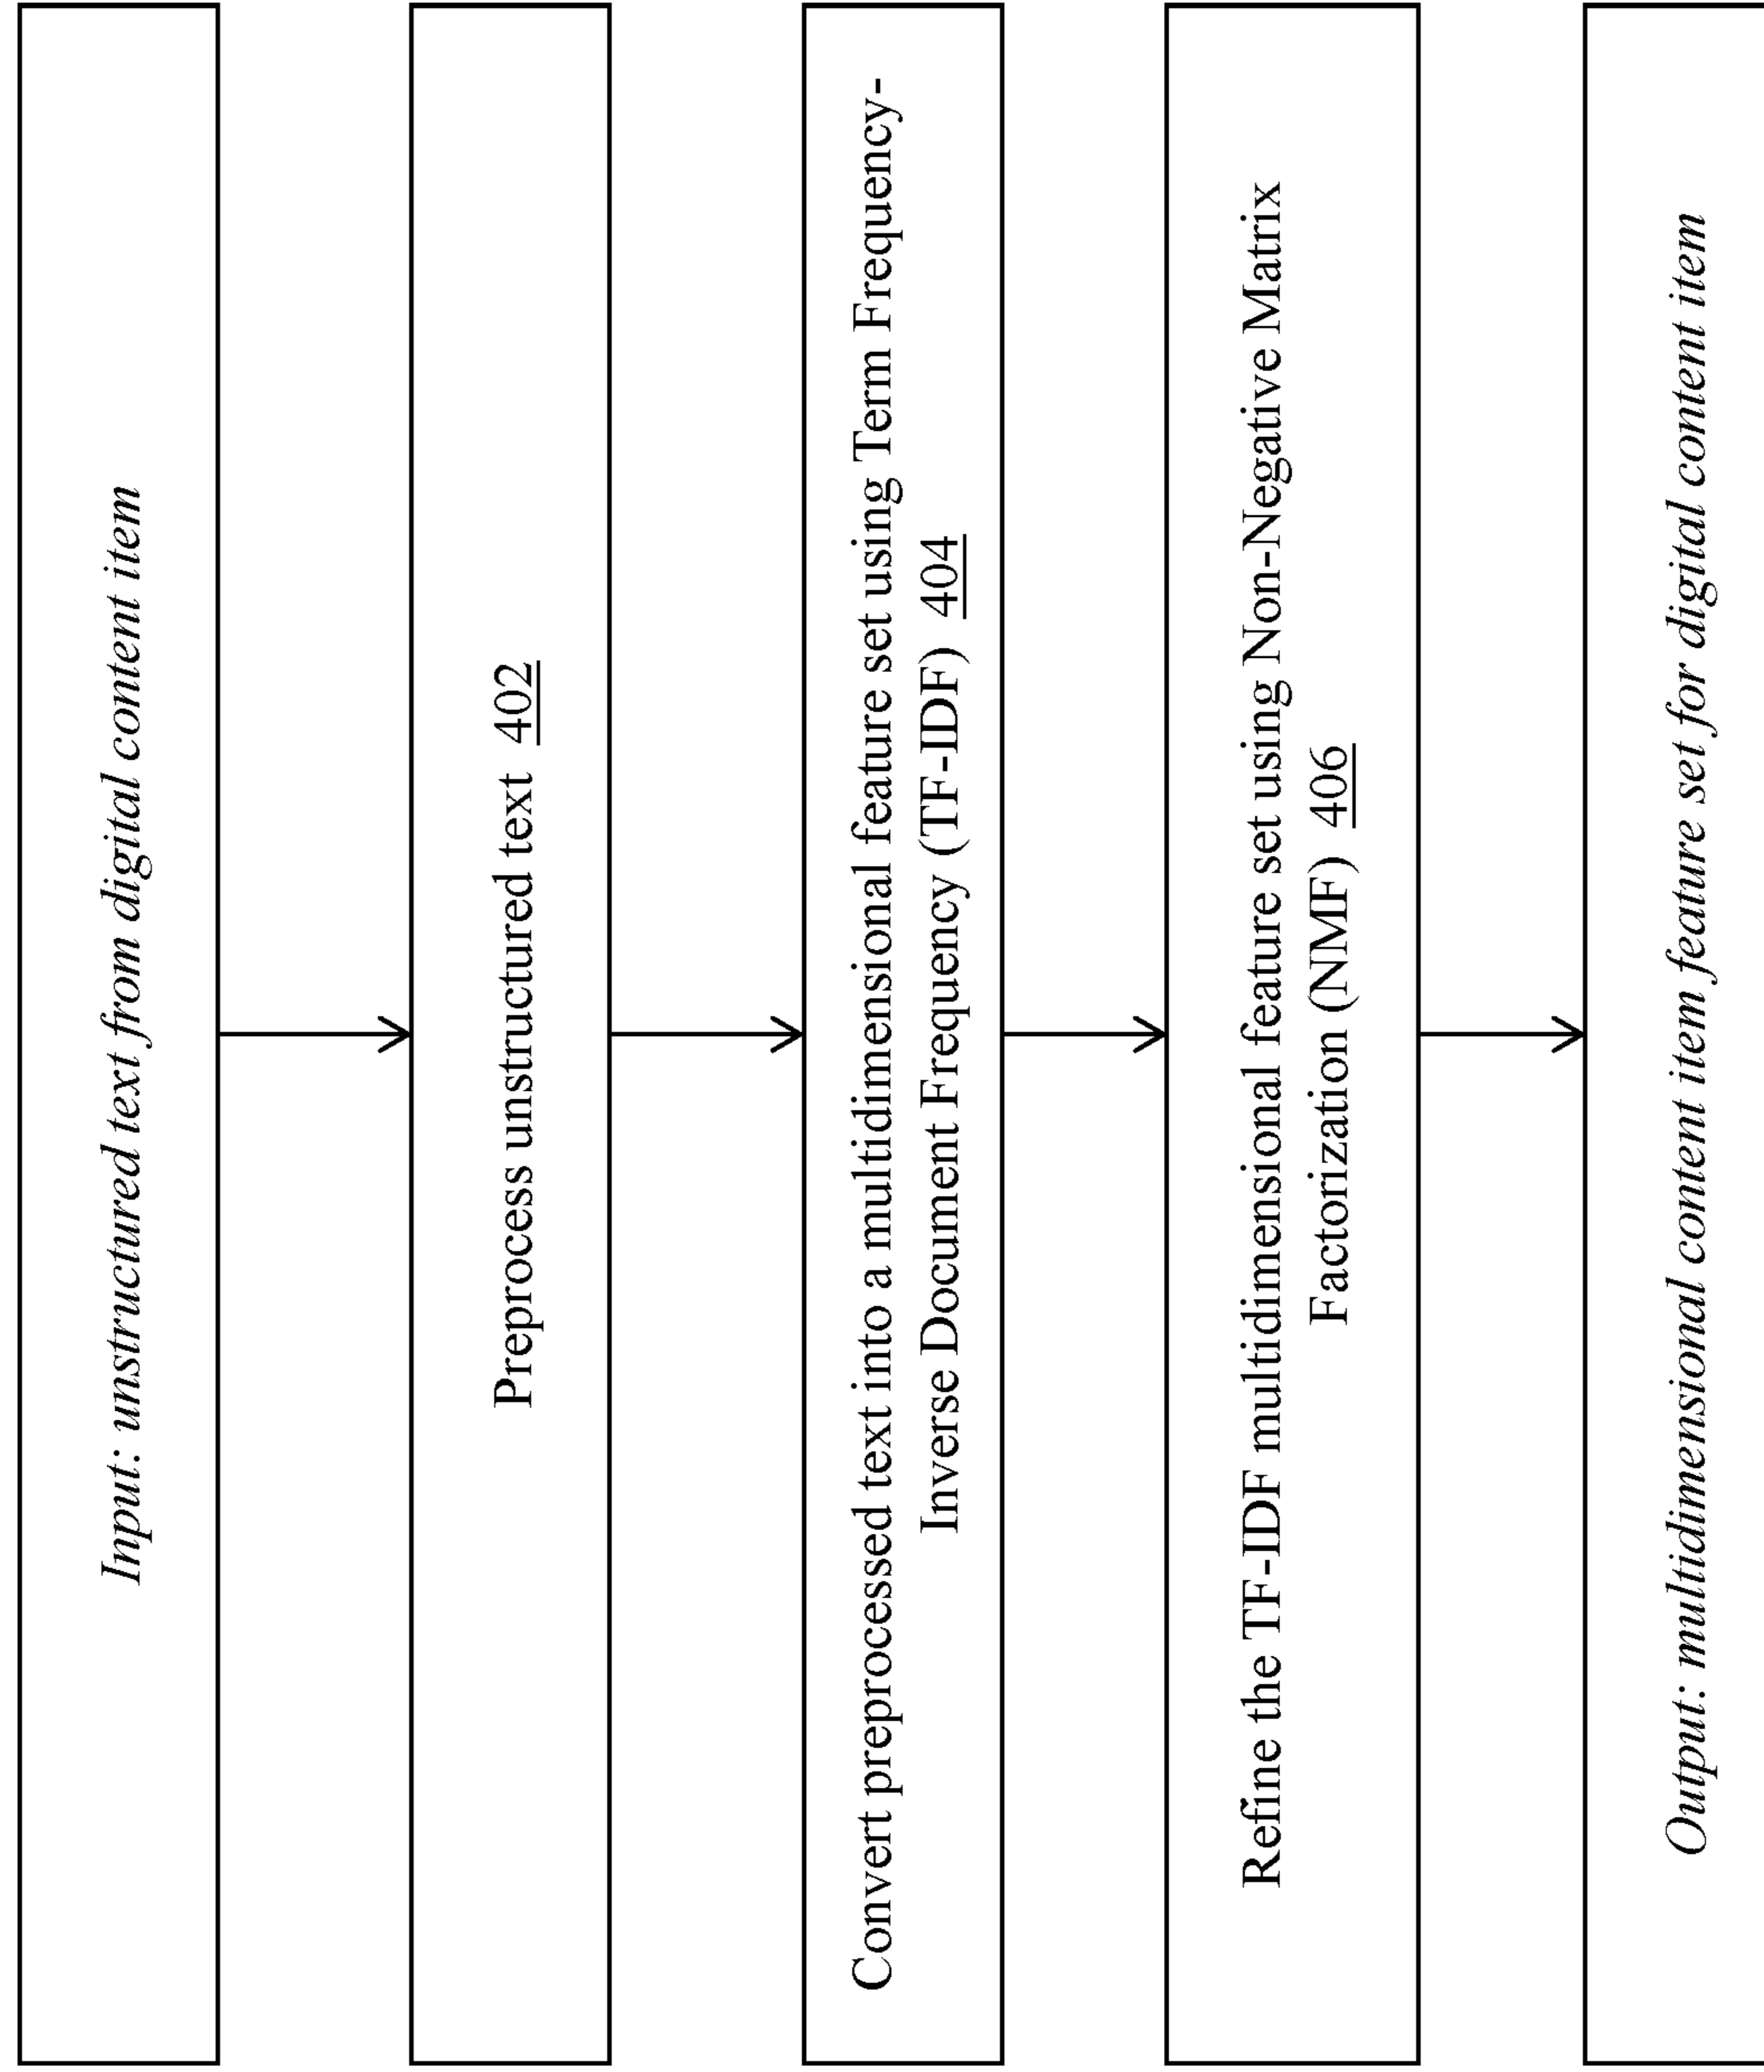 Input: unstructured text from digital content item
Preprocess unstructured text 402
Convert preprocessed text into a multidimensional feature set using Term Frequency-
Inverse Document Frequency (TF-IDF) 404
Refine the TF-IDF multidimensional feature set using Non-Negative Matrix
Factorization (NMF) 406
Output: multidimensional content item feature set for digital content item